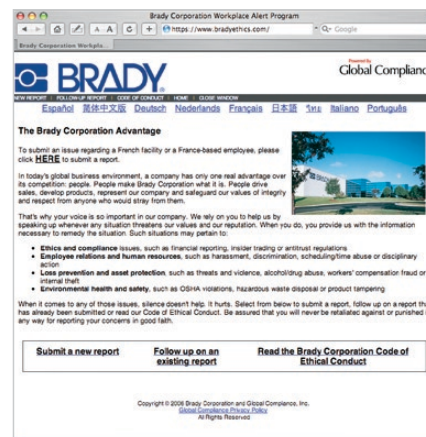 Brady Corporation Workplace Alert Program
A A C + https://www.bradyethics.com/ Q- Google
Brady Corporation Workpla...
BRADY.
Powered by
Global Complianc
NEW REPORT | FOLLOW-UP REPORT | CODE OF CONDUCT | HOME | CLOSE WINDOW
Español 简体中文版 Deutsch Nederlands Français 日本語 ไทย Italiano Português
The Brady Corporation Advantage
To submit an issue regarding a French facility or a France-based employee, please
click HERE to submit a report.
In today's global business environment, a company has only one real advantage over
its competition: people. People make Brady Corporation what it is. People drive
sales, develop products, represent our company and safeguard our values of integrity
and respect from anyone who would stray from them.
That's why your voice is so important in our company. We rely on you to help us by
speaking up whenever any situation threatens our values and our reputation. When you do, you provide us with the information
necessary to remedy the situation. Such situations may pertain to:
• Ethics and compliance issues, such as financial reporting, insider trading or antitrust regulations
• Employee relations and human resources, such as harassment, discrimination, scheduling/time abuse or disciplinary
action
• Loss prevention and asset protection, such as threats and violence, alcohol/drug abuse, workers' compensation fraud or
internal theft
• Environmental health and safety, such as OSHA violations, hazardous waste disposal or product tampering
When it comes to any of those issues, silence doesn't help. It hurts. Select from below to submit a report, follow up on a report th
has already been submitted or read our Code of Ethical Conduct. Be assured that you will never be retaliated against or punished i
any way for reporting your concerns in good faith.
Submit a new report Follow up on an Read the Brady Corporation Code of
existing report Ethical Conduct
Copyright © 2006 Brady Corporation and Global Compliance, Inc.
Global Compliance Privacy Policy
All Rights Reserved